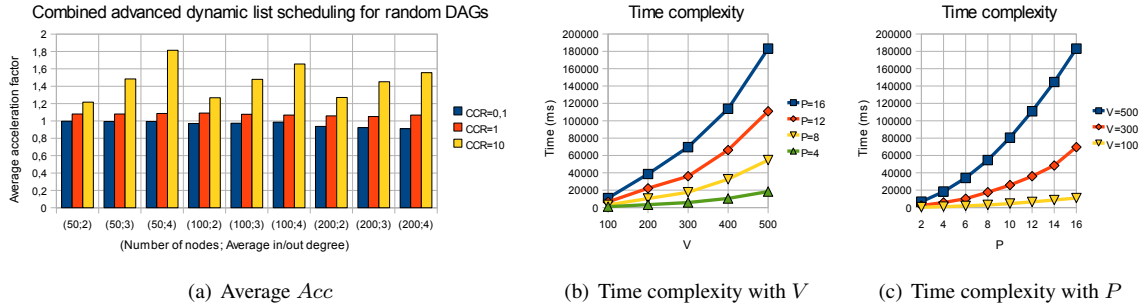 Combined advanced dynamic list scheduling for random DAGs
Average acceleration factor
2
1,8
1,6
1,4
1,2
1
0,8
0,6
0,4
0,2
0
(50;2) (50;3) (50;4) (100;2) (100;3) (100;4) (200;2) (200;3) (200;4)
(Number of nodes; Average in/out degree)
CCR=0,1
CCR=1
CCR=10
(a) Average Acc
Time complexity
Time (ms)
200000
180000
160000
140000
120000
100000
80000
60000
40000
20000
0
100 200 300 400 500
V
P=16
P=12
P=8
P=4
(b) Time complexity with V
Time complexity
Time (ms)
200000
180000
160000
140000
120000
100000
80000
60000
40000
20000
0
2 4 6 8 10 12 14 16
P
V=500
V=300
V=100
(c) Time complexity with P